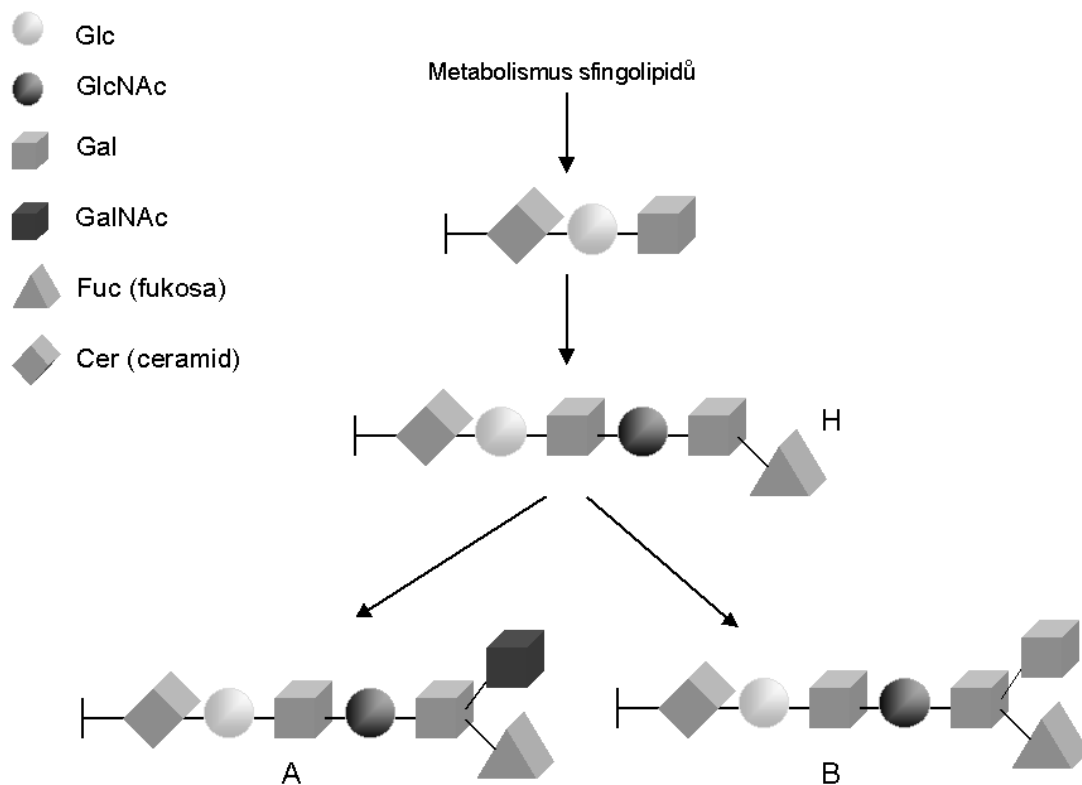 Glc
GlcNAc
Gal
GalNAc
Fuc (fukosa)
Cer (ceramid)
Metabolismus sfingolipidů
H
A
B